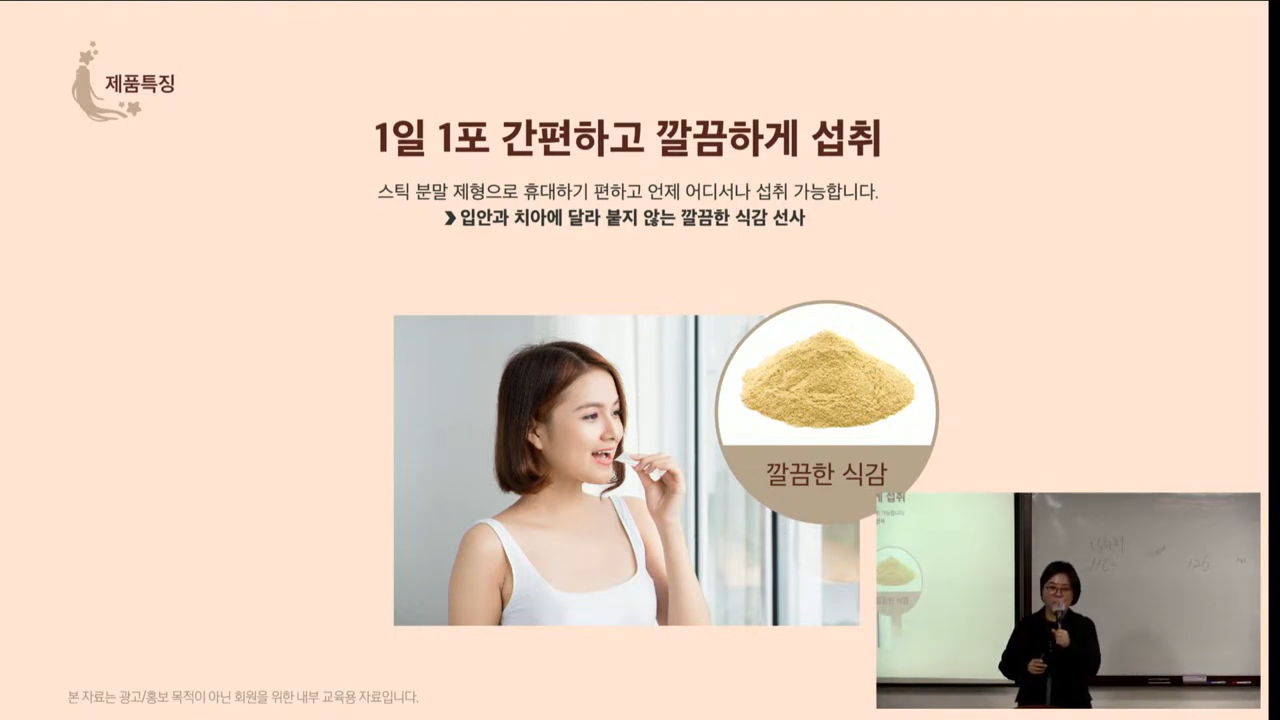 제품특징
1일 1포 간편하고 깔끔하게 섭취
스틱 분말 제형으로 휴대하기 편하고 언제 어디서나 섭취 가능합니다.
❯ 입안과 치아에 달라 붙지 않는 깔끔한 식감 선사
깔끔한 식감
게 섭취
본 자료는 광고/홍보 목적이 아닌 회원을 위한 내부 교육용 자료입니다.